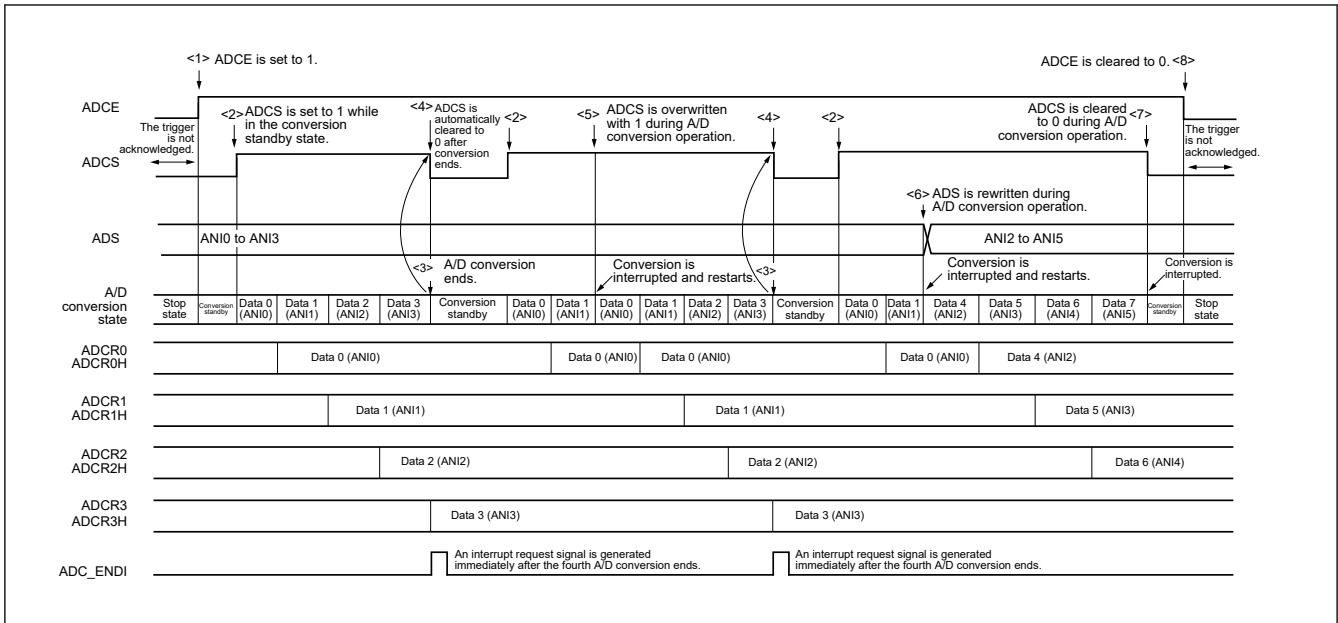 <1> ADCE is set to 1.
ADCE is cleared to 0. <8>
ADCE
The trigger
is not
acknowledged.
<2> ADCS is set to 1 while
in the conversion
standby state.
<4> ADCS is
automatically
cleared to
0 after
conversion
ends.
<2>
<5> ADCS is overwritten
with 1 during A/D
conversion operation.
<4>
<2>
ADCS is cleared <7>
to 0 during A/D
conversion operation.
The trigger
is not
acknowledged.
ADCS
<6> ADS is rewritten during
A/D conversion operation.
ADS
ANI0 to ANI3
ANI2 to ANI5
<3> A/D conversion
ends.
Conversion is
interrupted and restarts.
<3>
Conversion is
interrupted and restarts.
Conversion is
interrupted.
A/D
conversion
state
Stop
state
Conversion
standby
Data 0
(ANI0)
Data 1
(ANI1)
Data 2
(ANI2)
Data 3
(ANI3)
Conversion
standby
Data 0
(ANI0)
Data 1
(ANI1)
Data 0
(ANI0)
Data 1
(ANI1)
Data 2
(ANI2)
Data 3
(ANI3)
Conversion
standby
Data 0
(ANI0)
Data 1
(ANI1)
Data 4
(ANI2)
Data 5
(ANI3)
Data 6
(ANI4)
Data 7
(ANI5)
Conversion
standby
Stop
state
ADCR0
ADCR0H
Data 0 (ANI0)
Data 0 (ANI0)
Data 0 (ANI0)
Data 0 (ANI0)
Data 4 (ANI2)
ADCR1
ADCR1H
Data 1 (ANI1)
Data 1 (ANI1)
Data 5 (ANI3)
ADCR2
ADCR2H
Data 2 (ANI2)
Data 2 (ANI2)
Data 6 (ANI4)
ADCR3
ADCR3H
Data 3 (ANI3)
Data 3 (ANI3)
ADC_ENDI
An interrupt request signal is generated
immediately after the fourth A/D conversion ends.
An interrupt request signal is generated
immediately after the fourth A/D conversion ends.